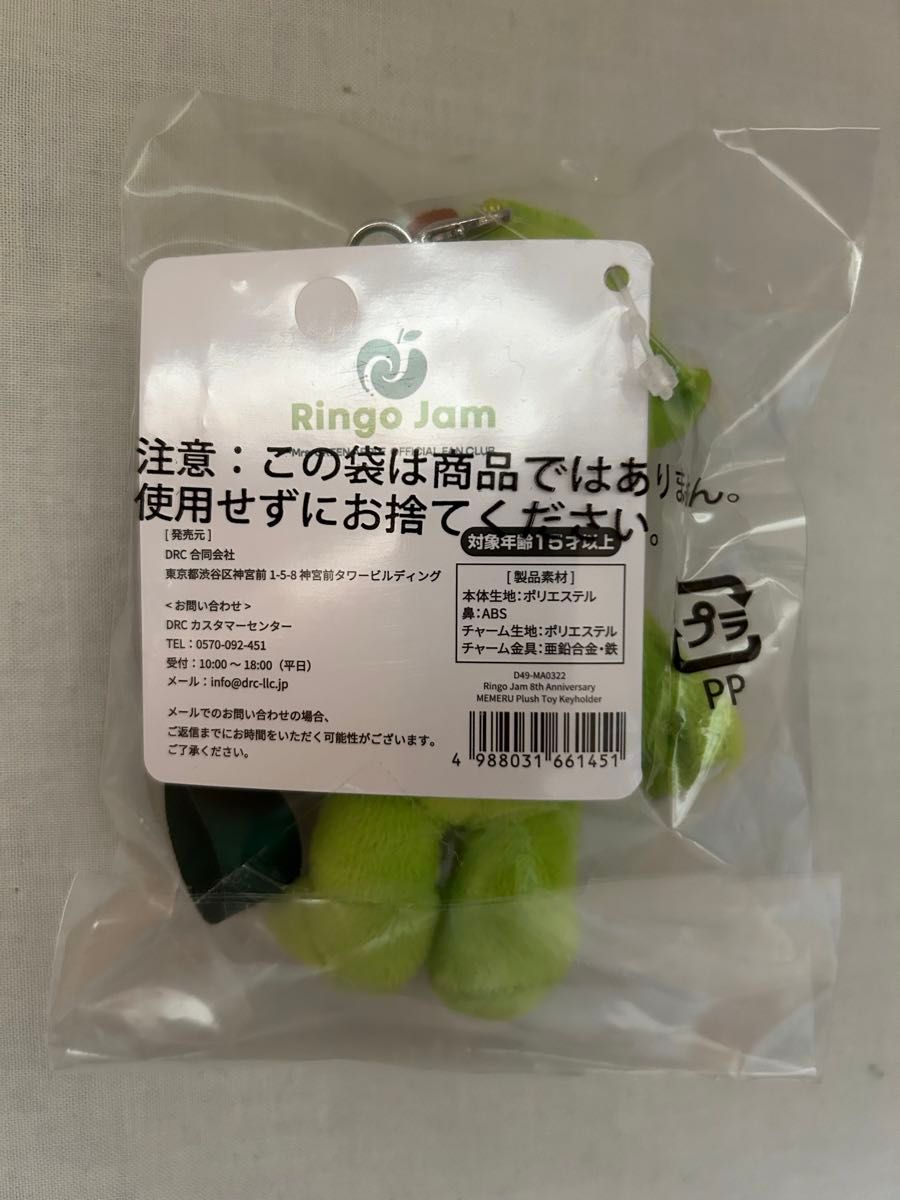 Ringo Jam
Mrs. GREEN APPLE OFFICIAL FAN CLUB
注意：この袋は商品ではありません。
使用せずにお捨てください。
[ 発売元 ]
DRC 合同会社
東京都渋谷区神宮前 1-5-8 神宮前タワービルディング
< お問い合わせ >
DRC カスタマーセンター
TEL：0570-092-451
受付：10:00 ～ 18:00（平日）
メール：info@drc-llc.jp
メールでのお問い合わせの場合、
ご返信までにお時間をいただく可能性がございます。
ご了承ください。
対象年齢15才以上
[ 製品素材 ]
本体生地：ポリエステル
鼻：ABS
チャーム生地：ポリエステル
チャーム金具：亜鉛合金・鉄
D49-MA0322
Ringo Jam 8th Anniversary
MEMERU Plush Toy Keyholder
4 988031 661451
プラ
PP